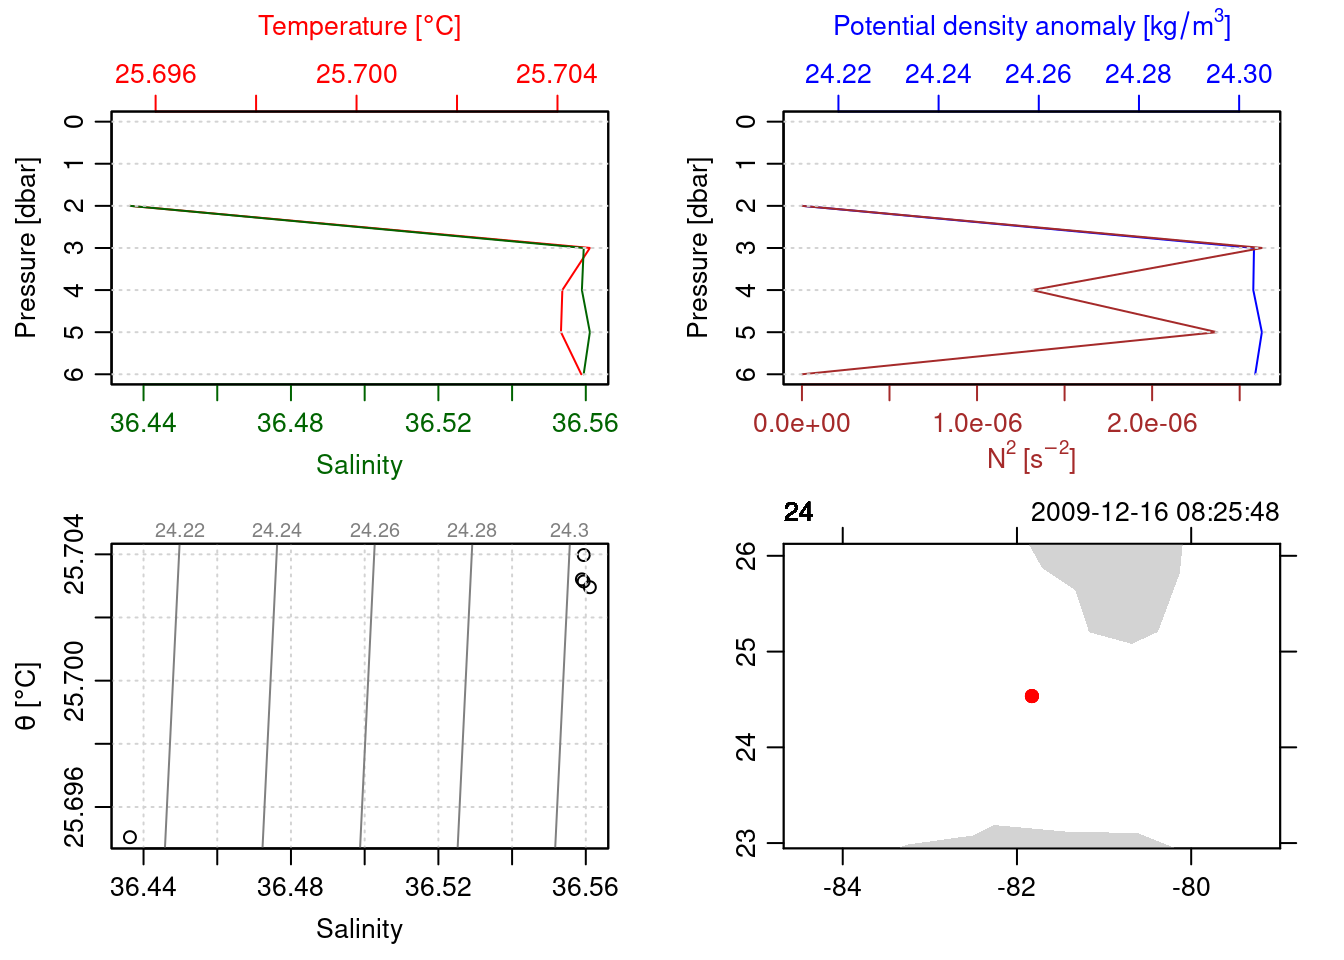 Temperature [°C]
25.696 25.700 25.704
0
1
2
3
4
5
6
Pressure [dbar]
36.44 36.48 36.52 36.56
Salinity
Potential density anomaly [kg/m³]
24.22 24.24 24.26 24.28 24.30
0
1
2
3
4
5
6
Pressure [dbar]
0.0e+00 1.0e-06 2.0e-06
N² [s⁻²]
24.22 24.24 24.26 24.28 24.3
25.704
25.700
25.696
θ [°C]
36.44 36.48 36.52 36.56
Salinity
24 2009-12-16 08:25:48
26
25
24
23
-84 -82 -80